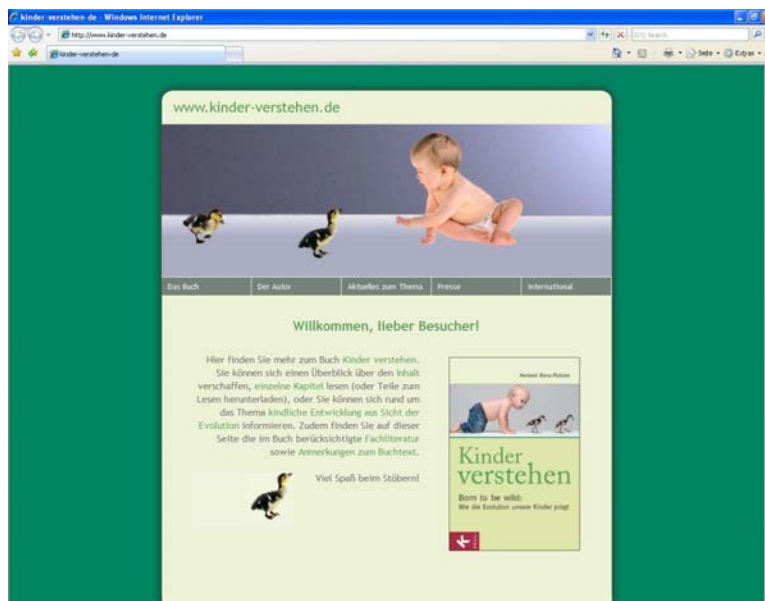 kinder-verstehen-de - Windows Internet Explorer
http://www.kinder-verstehen.de
Search
kinder-verstehen-de
Seite
Extras
www.kinder-verstehen.de
Das Buch
Der Autor
Aktuelles zum Thema
Presse
International
Willkommen, lieber Besucher!
Hier finden Sie mehr zum Buch Kinder verstehen.
Sie können sich einen Überblick über den Inhalt
verschaffen, einzelne Kapitel lesen (oder Teile zum
Lesen herunterladen), oder Sie können sich rund um
das Thema kindliche Entwicklung aus Sicht der
Evolution informieren. Zudem finden Sie auf dieser
Seite die im Buch berücksichtigte Fachliteratur
sowie Anmerkungen zum Buchtext.
Viel Spaß beim Stöbern!
Herbert Renz-Polster
Kinder
verstehen
Born to be wild:
Wie die Evolution unsere Kinder prägt